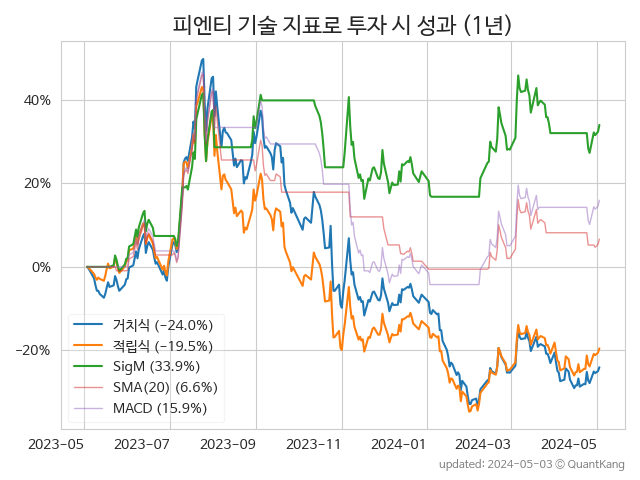 피엔티 기술 지표로 투자 시 성과 (1년)
40%
20%
0%
−20%
거치식 (−24.0%)
적립식 (−19.5%)
SigM (33.9%)
SMA(20) (6.6%)
MACD (15.9%)
2023-05 2023-07 2023-09 2023-11 2024-01 2024-03 2024-05
updated: 2024-05-03 © QuantKang